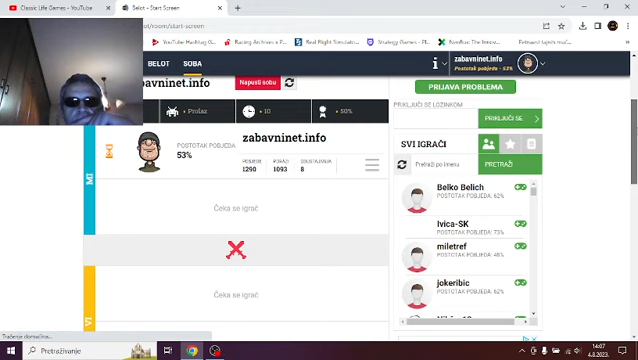 Classic Life Games - YouTube
Belot - Start Screen
lot/room/start-screen
YouTube Hashtag G...
Racing Archives » P...
Real Flight Simulato...
Strategy Games - Pl...
BELOT
SOBA
zabavninet.info
Postotak pobjeda - 53%
Napusti sobu
PRIJAVA PROBLEMA
Prolaz
10
50%
PRIKLJUČI SE LOZINKOM
PRIKLJUČI SE
MI
POSTOTAK POBJEDA
53%
zabavninet.info
POBJEDE
1290
PORAZI
1093
ODUSTAJANJA
8
SVI IGRAČI
Pretraži po imenu
PRETRAŽI
Čeka se igrač
Belko Belich
POSTOTAK POBJEDA: 62%
Ivica-SK
POSTOTAK POBJEDA: 73%
miletref
POSTOTAK POBJEDA: 48%
jokeribic
POSTOTAK POBJEDA: 62%
VI
Čeka se igrač
Pretraživanje
14:07
4.8.2023.